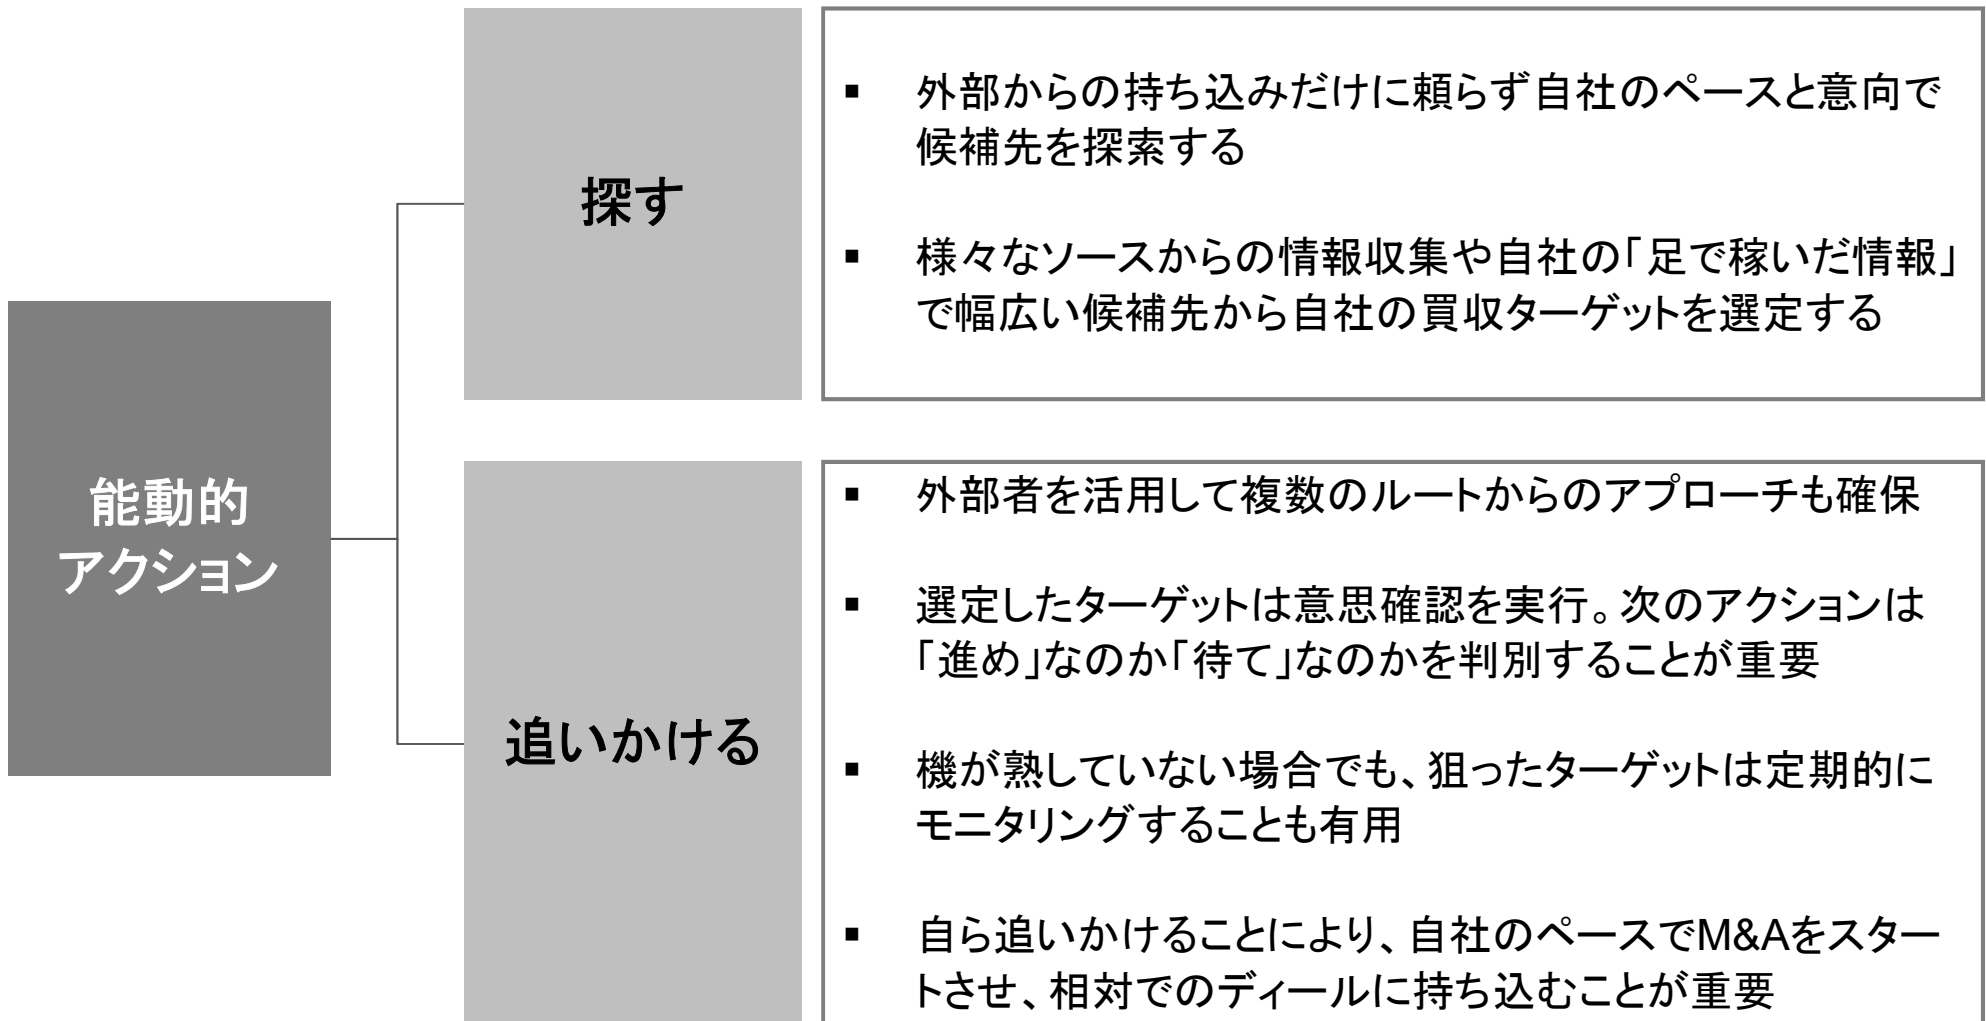 能動的
アクション
探す
▪ 外部からの持ち込みだけに頼らず自社のペースと意向で
候補先を探索する
▪ 様々なソースからの情報収集や自社の「足で稼いだ情報」
で幅広い候補先から自社の買収ターゲットを選定する
追いかける
▪ 外部者を活用して複数のルートからのアプローチも確保
▪ 選定したターゲットは意思確認を実行。次のアクションは
「進め」なのか「待て」なのかを判別することが重要
▪ 機が熟していない場合でも、狙ったターゲットは定期的に
モニタリングすることも有用
▪ 自ら追いかけることにより、自社のペースでM&Aをスター
トさせ、相対でのディールに持ち込むことが重要